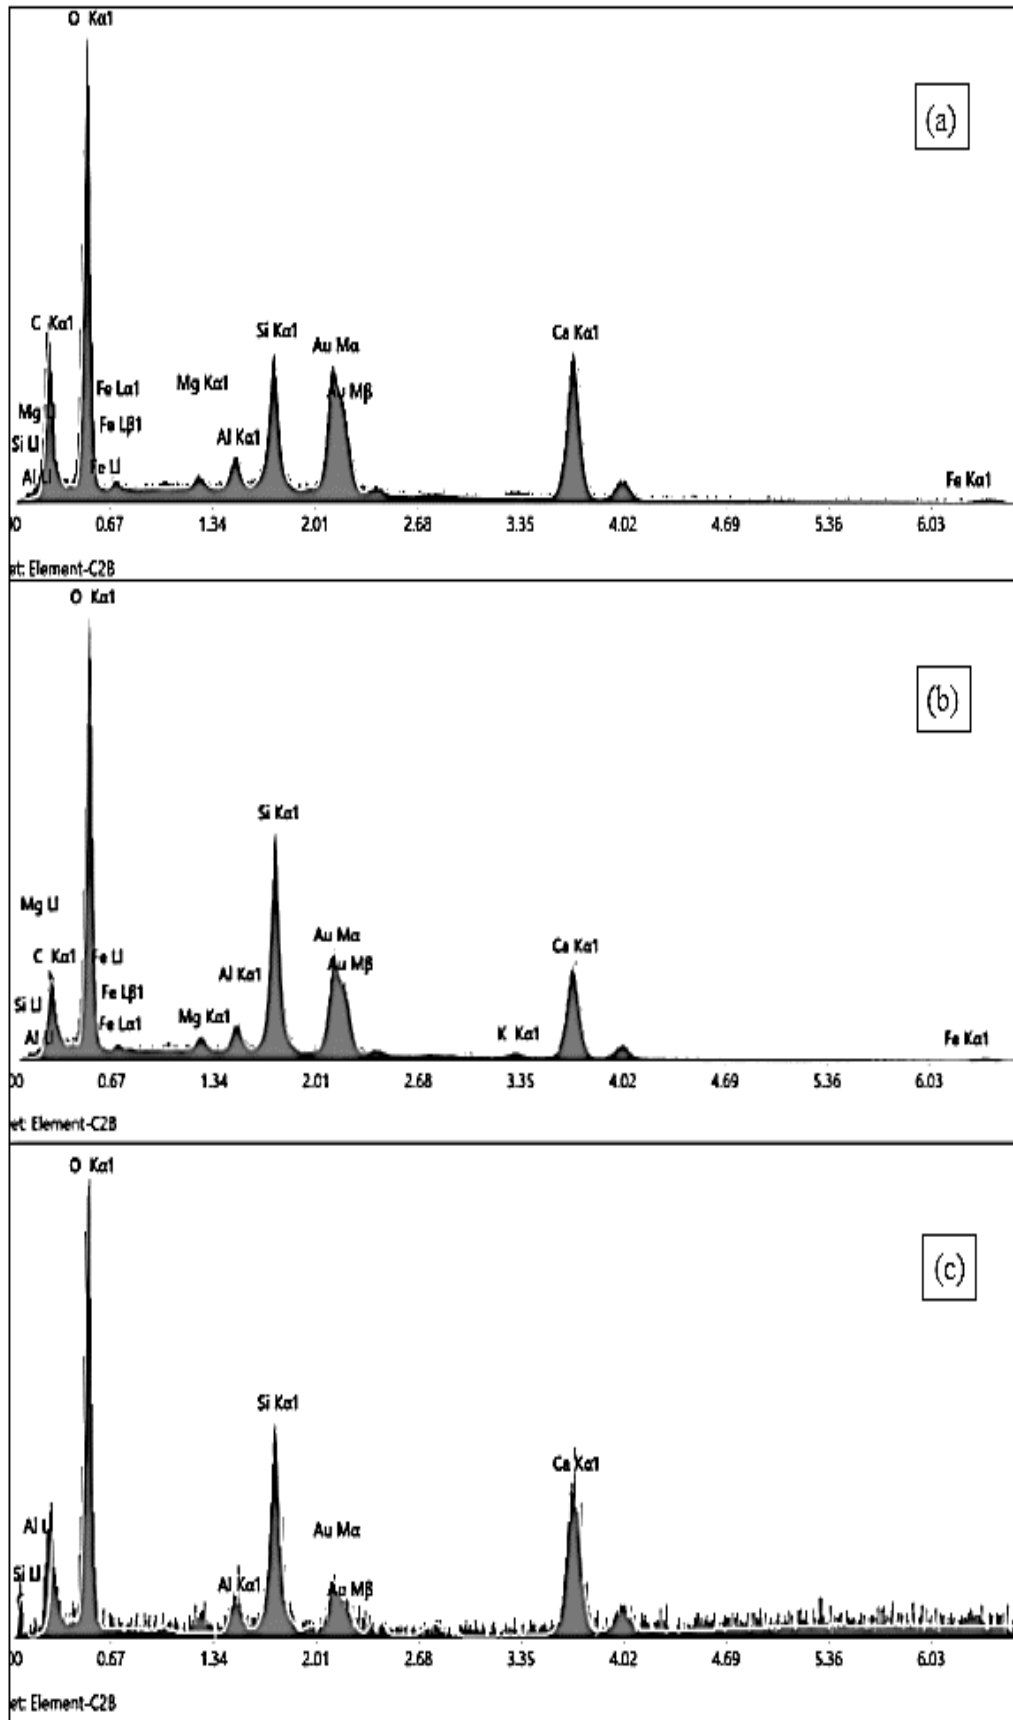 O Kα1
(a)
C Kα1
Si Kα1
Au Mα
Ca Kα1
Fe Lα1
Mg Kα1
Au Mβ
Mg Ll
Fe Lβ1
Si Ll
Al Kα1
Al Ll
Fe Ll
Fe Kα1
00 0.67 1.34 2.01 2.68 3.35 4.02 4.69 5.36 6.03
et: Element-C2B
O Kα1
(b)
Si Kα1
Mg Ll
Au Mα
C Kα1
Fe Ll
Au Mβ
Ca Kα1
Al Kα1
Si Ll
Fe Lβ1
Mg Kα1
Fe Lα1
K Kα1
Al Ll
Fe Kα1
00 0.67 1.34 2.01 2.68 3.35 4.02 4.69 5.36 6.03
et: Element-C2B
O Kα1
(c)
Si Kα1
Ca Kα1
Al Ll
Au Mα
Si Ll
Al Kα1
Au Mβ
00 0.67 1.34 2.01 2.68 3.35 4.02 4.69 5.36 6.03
et: Element-C2B